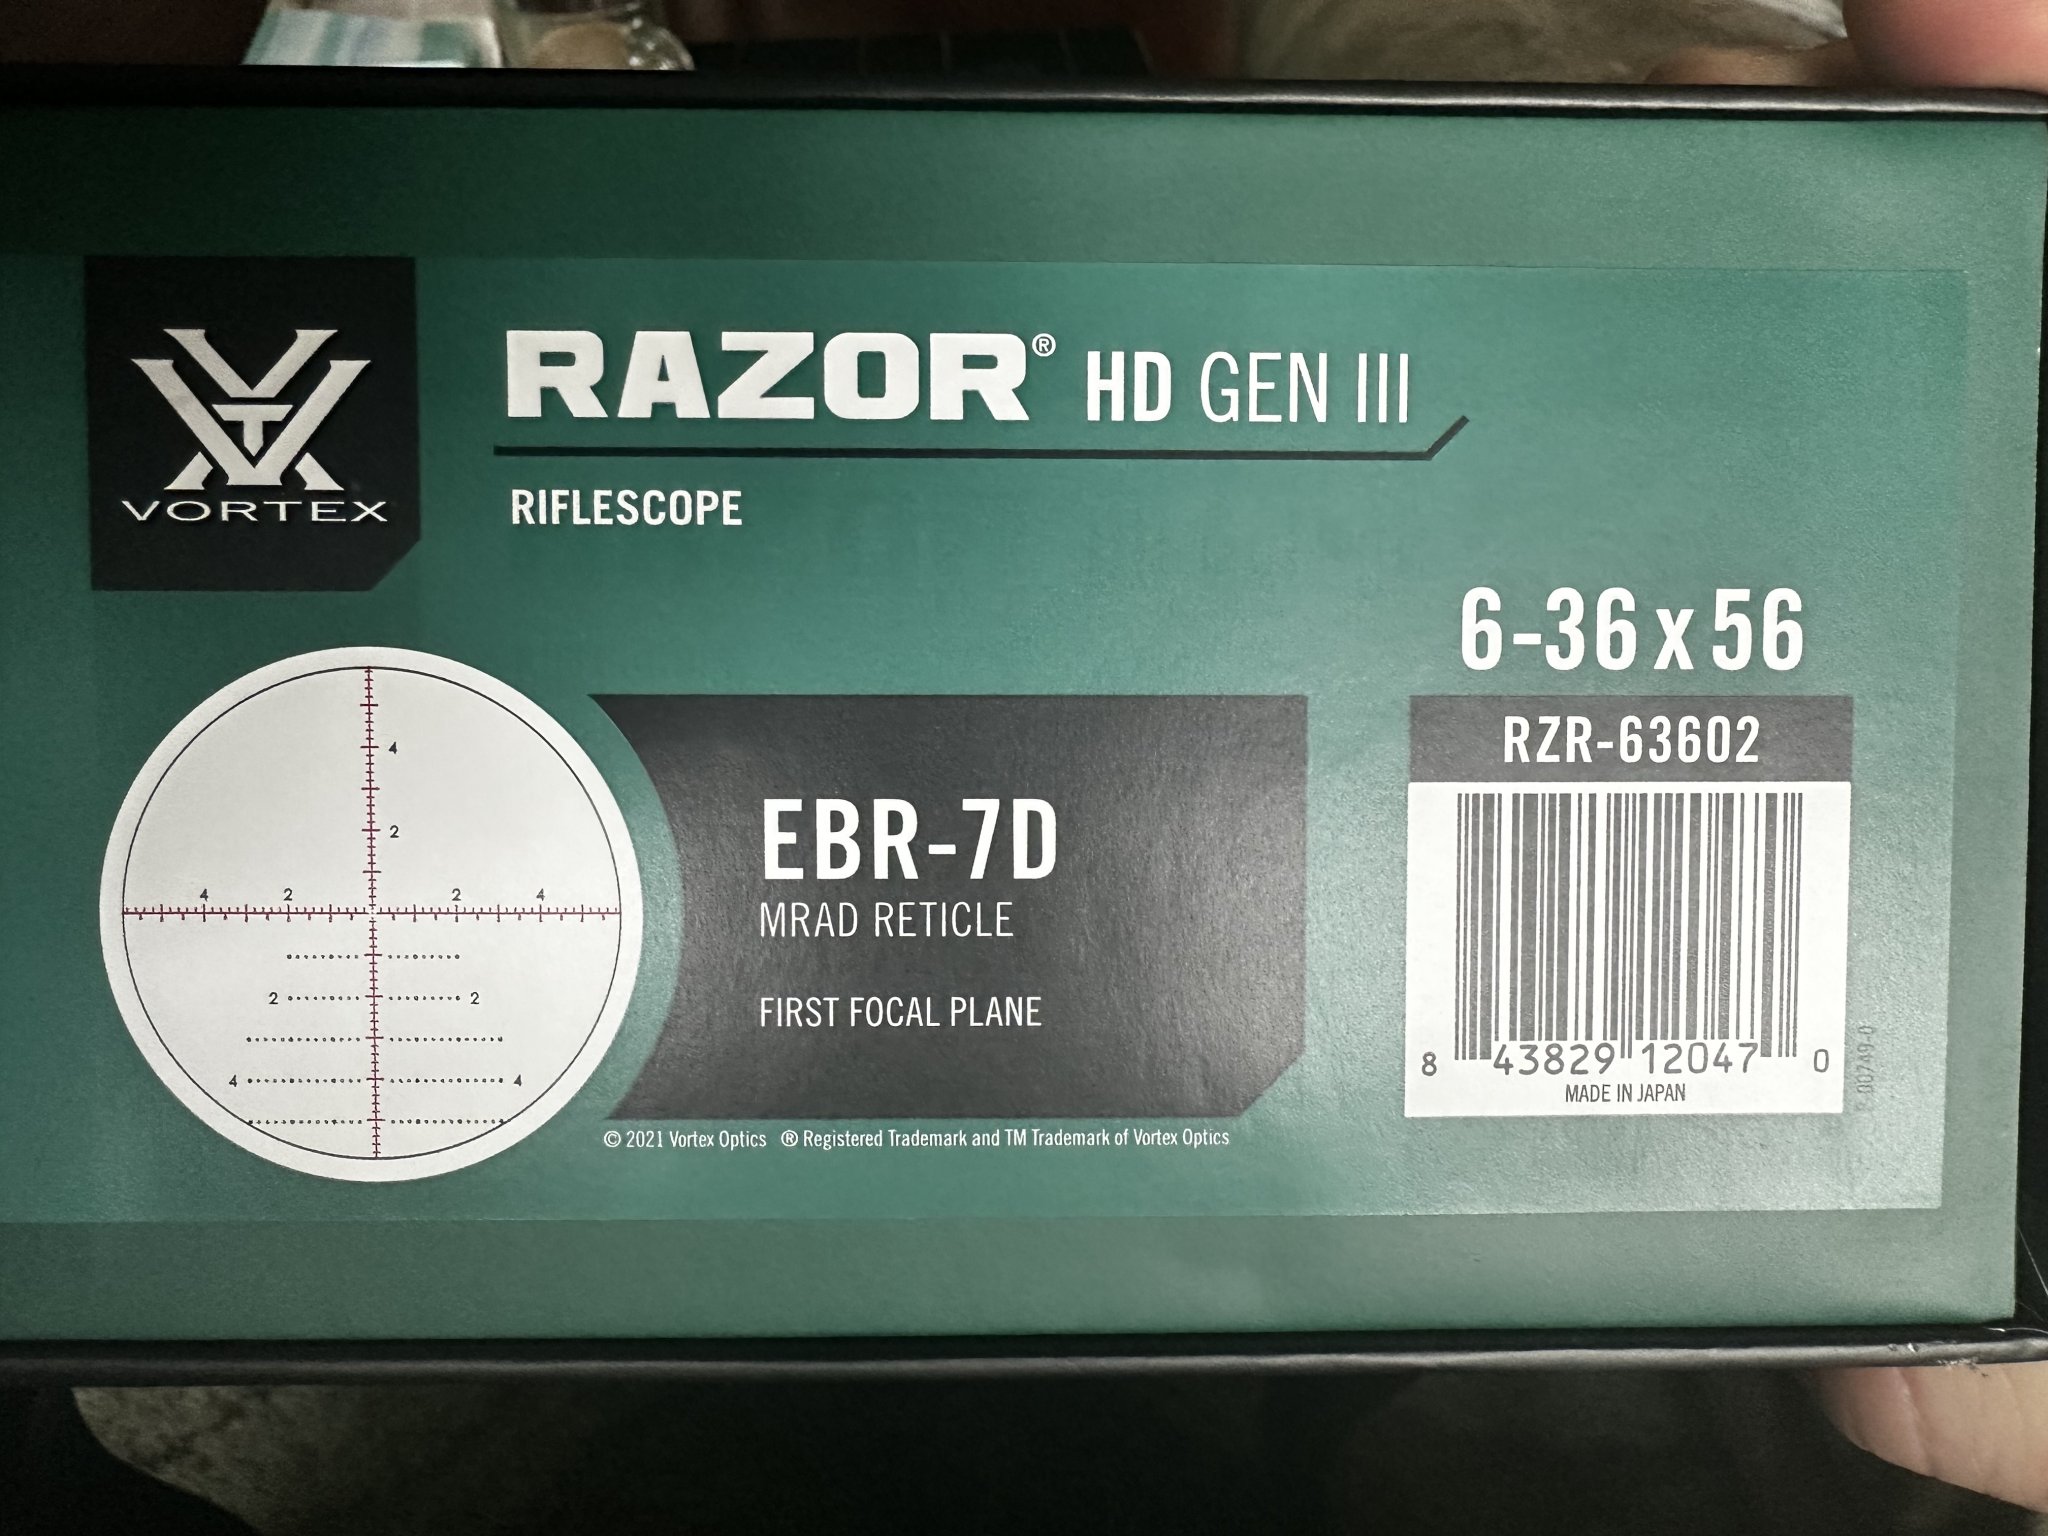 RAZOR® HD GEN III
VORTEX
RIFLESCOPE
6-36x56
RZR-63602
4
2
4 2 2 4
2 2
4 4
EBR-7D
MRAD RETICLE
FIRST FOCAL PLANE
8 43829 12047 0
MADE IN JAPAN
© 2021 Vortex Optics ® Registered Trademark and TM Trademark of Vortex Optics